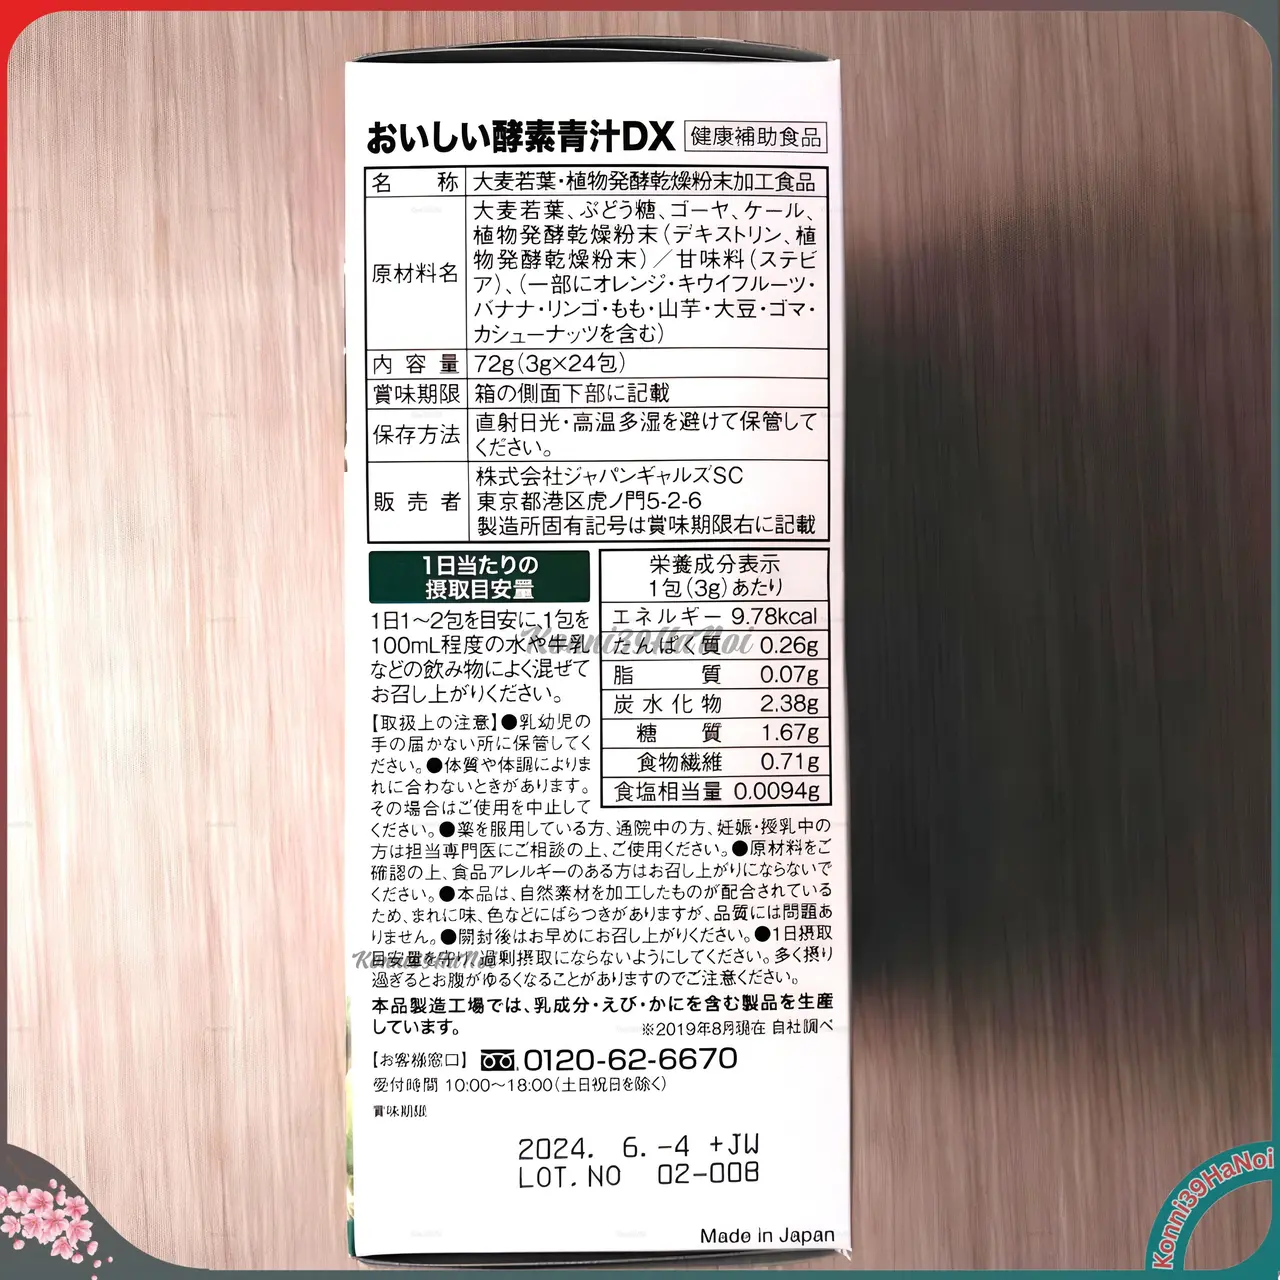 おいしい酵素青汁DX 健康補助食品
名称 大麦若葉・植物発酵乾燥粉末加工食品
原材料名 大麦若葉、ぶどう糖、ゴーヤ、ケール、
植物発酵乾燥粉末（デキストリン、植
物発酵乾燥粉末）／甘味料（ステビ
ア）、（一部にオレンジ・キウイフルーツ・
バナナ・リンゴ・もも・山芋・大豆・ゴマ・
カシューナッツを含む）
内容量 72g（3g×24包）
賞味期限 箱の側面下部に記載
保存方法 直射日光・高温多湿を避けて保管して
ください。
販売者 株式会社ジャパンギャルズSC
東京都港区虎ノ門5-2-6
製造所固有記号は賞味期限右に記載
1日当たりの
摂取目安量
1日1～2包を目安に、1包を
100mL程度の水や牛乳
などの飲み物によく混ぜて
お召し上がりください。
栄養成分表示
1包（3g）あたり
エネルギー 9.78kcal
たんぱく質 0.26g
脂質 0.07g
炭水化物 2.38g
糖質 1.67g
食物繊維 0.71g
食塩相当量 0.0094g
【取扱上の注意】●乳幼児の
手の届かない所に保管してく
ださい。●体質や体調によりま
れに合わないときがあります。
その場合はご使用を中止して
ください。●薬を服用している方、通院中の方、妊娠・授乳中の
方は担当専門医にご相談の上、ご使用ください。●原材料をご
確認の上、食品アレルギーのある方はお召し上がりにならないで
ください。●本品は、自然素材を加工したものが配合されている
ため、まれに味、色などにばらつきがありますが、品質には問題あ
りません。●開封後はお早めにお召し上がりください。●1日摂取
目安量を守り、過剰摂取にならないようにしてください。多く摂り
過ぎるとお腹がゆるくなることがありますのでご注意ください。
本品製造工場では、乳成分・えび・かにを含む製品を生産
しています。
※2019年8月現在 自社調べ
【お客様窓口】 0120-62-6670
受付時間 10:00～18:00（土日祝日を除く）
賞味期限
2024. 6. -4 +JW
LOT. NO 02-008
Made in Japan
Konni39HaNoi
Konni39HaNoi
Konni39HaNoi